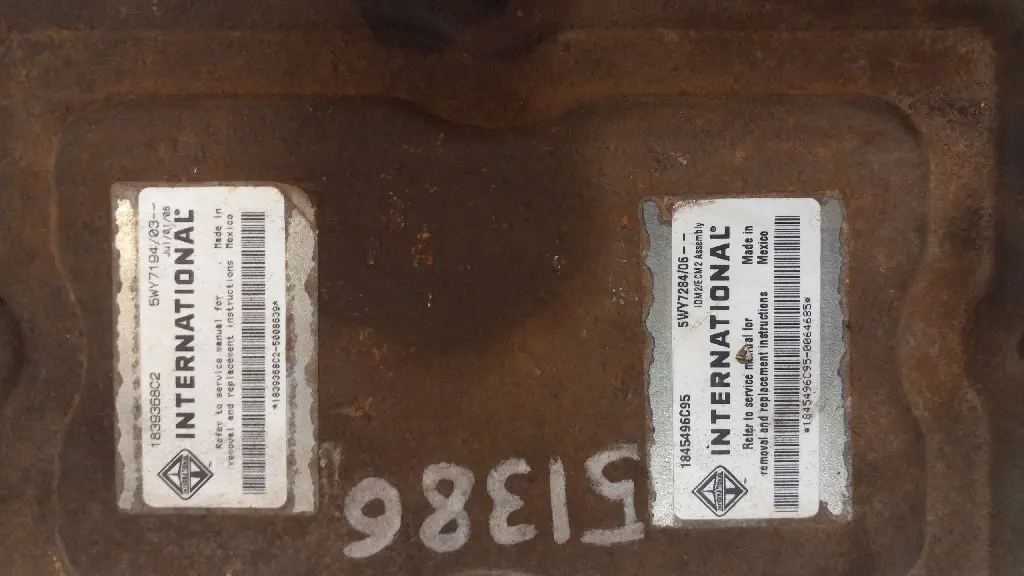 1839368C2 5WY7194/03--
Jul/01/06
INTERNATIONAL®
Refer to service manual for Made in
removal and replacement instructions Mexico
*1839368C2-5008639*
1845496C95 5WY7284/06--
IDM2/ECM2 Assembly
INTERNATIONAL®
Refer to service manual for Made in
removal and replacement instructions Mexico
*1845496C95-0064685*
51386